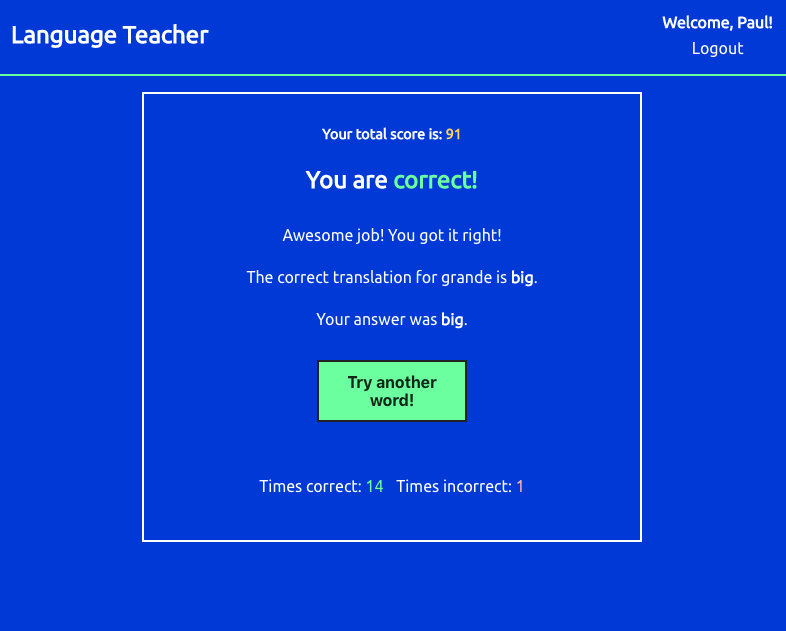 Language Teacher
Welcome, Paul!
Logout
Your total score is: 91
You are correct!
Awesome job! You got it right!
The correct translation for grande is big.
Your answer was big.
Try another
word!
Times correct: 14 Times incorrect: 1